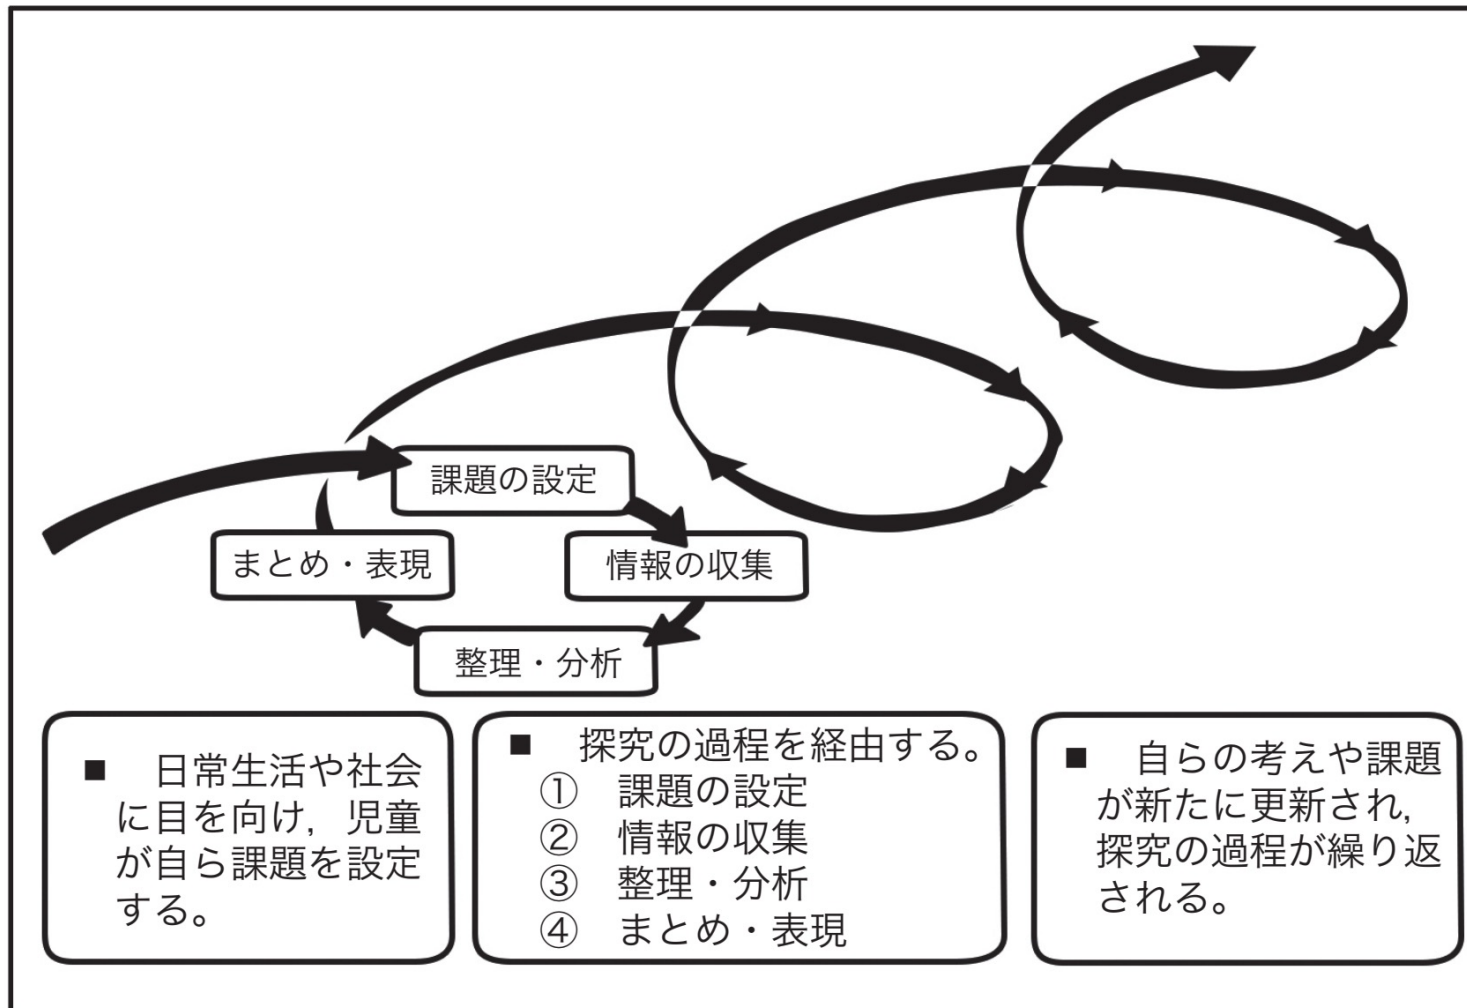 課題の設定
まとめ・表現
情報の収集
整理・分析
■　日常生活や社会
に目を向け，児童
が自ら課題を設定
する。
■　探究の過程を経由する。
①　課題の設定
②　情報の収集
③　整理・分析
④　まとめ・表現
■　自らの考えや課題
が新たに更新され，
探究の過程が繰り返
される。